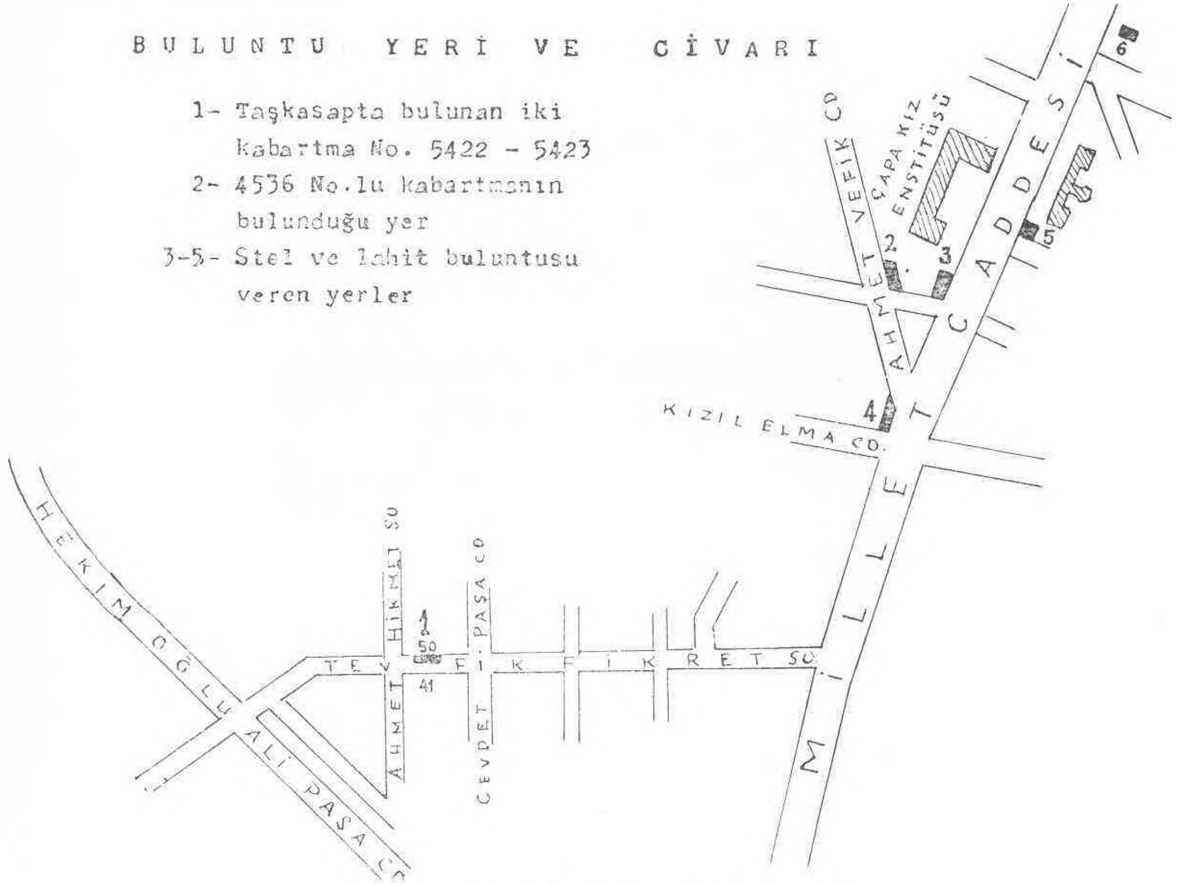 BULUNTU YERİ VE CİVARI
1- Taşkasapta bulunan iki
kabartma No. 5422 - 5423
2- 4536 No.lu kabartmanın
bulunduğu yer
3-5- Stel ve lahit buluntusu
veren yerler
6
ÇAPA KIZ
ENSTİTÜSÜ
AHMET VEFİK CD
2
3
5
MİLLET CADDESİ
4
KIZIL ELMA CD.
HEKİM OĞLU ALİ PAŞA CD
AHMET HİKMET SO
CEVDET PAŞA CD
1
50
TEVFİK FİKRET SO.
41